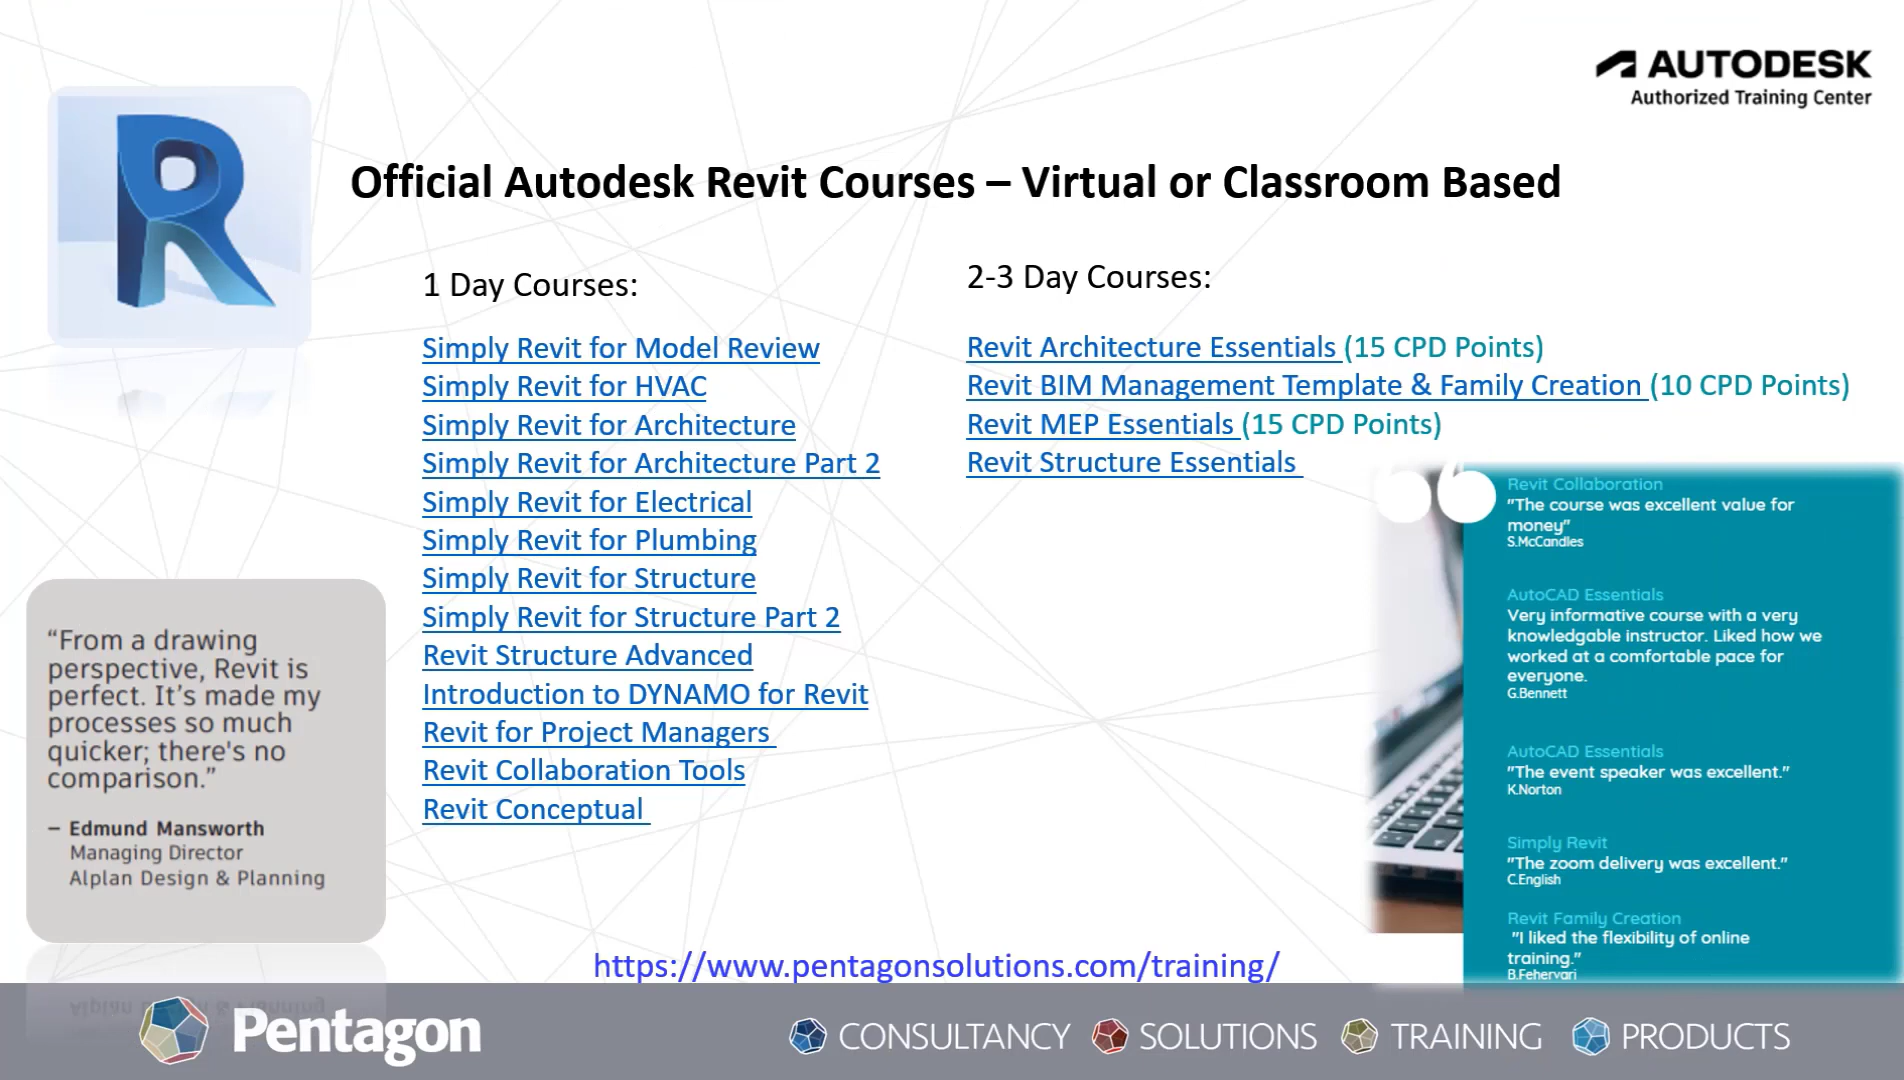 AUTODESK
Authorized Training Center
Official Autodesk Revit Courses – Virtual or Classroom Based
1 Day Courses:
Simply Revit for Model Review
Simply Revit for HVAC
Simply Revit for Architecture
Simply Revit for Architecture Part 2
Simply Revit for Electrical
Simply Revit for Plumbing
Simply Revit for Structure
Simply Revit for Structure Part 2
Revit Structure Advanced
Introduction to DYNAMO for Revit
Revit for Project Managers
Revit Collaboration Tools
Revit Conceptual
2-3 Day Courses:
Revit Architecture Essentials (15 CPD Points)
Revit BIM Management Template & Family Creation (10 CPD Points)
Revit MEP Essentials (15 CPD Points)
Revit Structure Essentials
“From a drawing
perspective, Revit is
perfect. It’s made my
processes so much
quicker; there's no
comparison.”
– Edmund Mansworth
Managing Director
Alplan Design & Planning
Revit Collaboration
"The course was excellent value for
money"
S.McCandles
AutoCAD Essentials
Very informative course with a very
knowledgable instructor. Liked how we
worked at a comfortable pace for
everyone.
G.Bennett
AutoCAD Essentials
"The event speaker was excellent."
K.Norton
Simply Revit
"The zoom delivery was excellent."
C.English
Revit Family Creation
"I liked the flexibility of online
training."
B.Fehervari
https://www.pentagonsolutions.com/training/
Pentagon
CONSULTANCY
SOLUTIONS
TRAINING
PRODUCTS